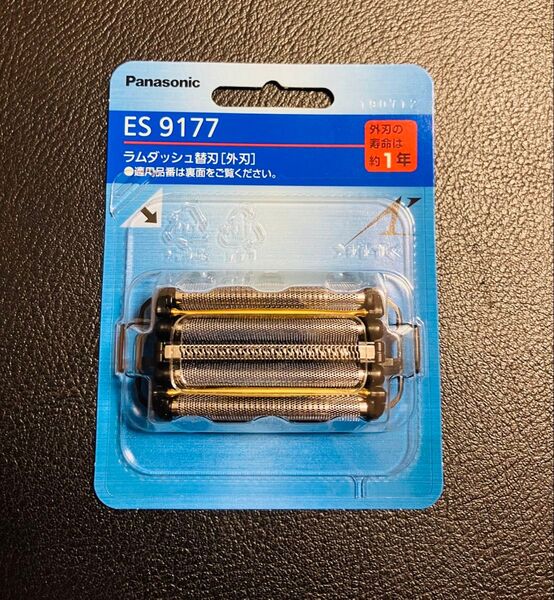 Panasonic
180717
ES 9177
ラムダッシュ替刃[外刃]
●適用品番は裏面をご覧ください。
外刃の
寿命は
約1年